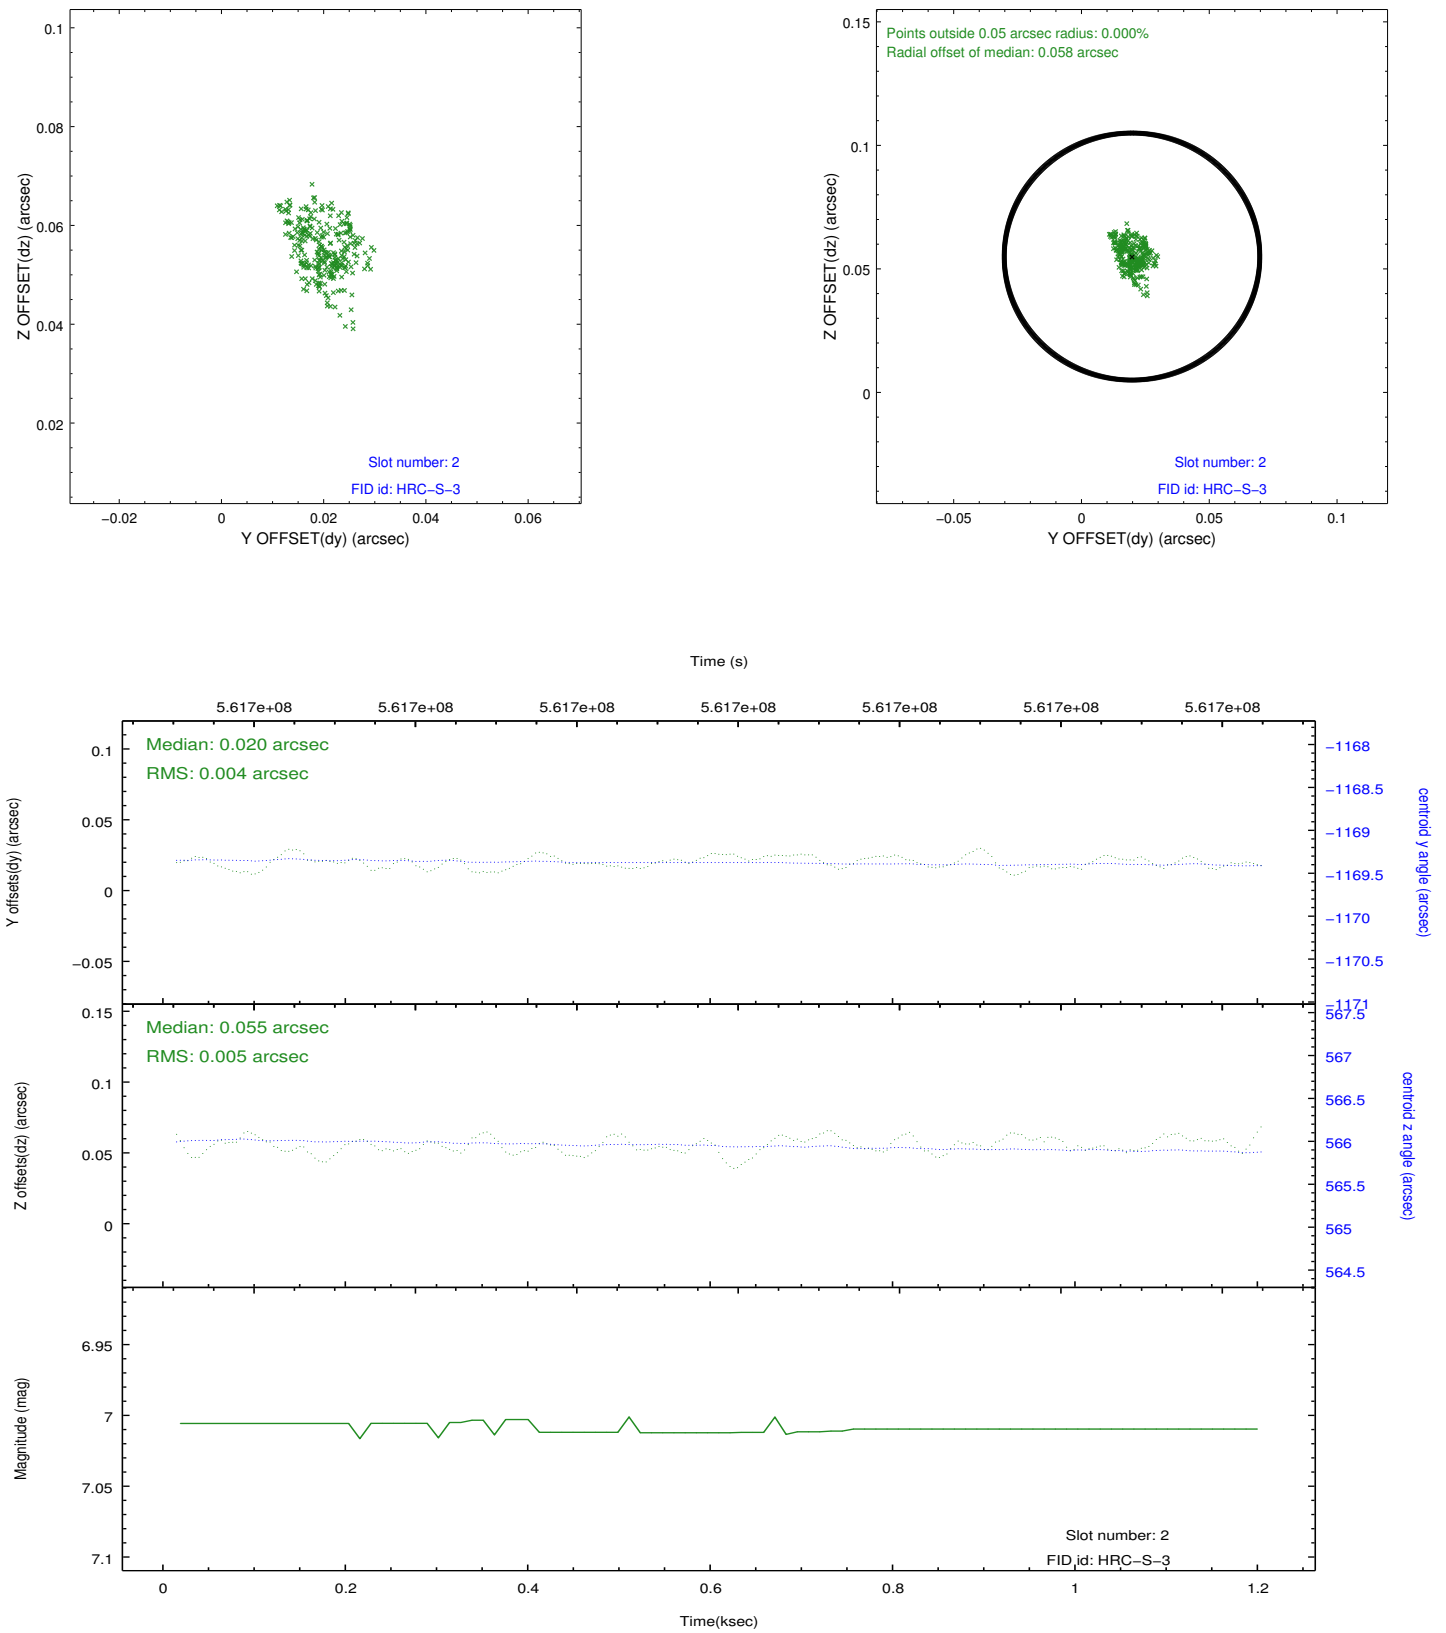 0.1
0.08
0.06
0.04
0.02
Z OFFSET(dz) (arcsec)
Slot number: 2
FID id: HRC−S−3
−0.02 0 0.02 0.04 0.06
Y OFFSET(dy) (arcsec)
Points outside 0.05 arcsec radius: 0.000%
Radial offset of median: 0.058 arcsec
0.15
0.1
0.05
0
Z OFFSET(dz) (arcsec)
Slot number: 2
FID id: HRC−S−3
−0.05 0 0.05 0.1
Y OFFSET(dy) (arcsec)
Time (s)
5.617e+08 5.617e+08 5.617e+08 5.617e+08 5.617e+08 5.617e+08 5.617e+08
Median: 0.020 arcsec
RMS: 0.004 arcsec
0.1
0.05
0
−0.05
Y offsets(dy) (arcsec)
−1168
−1168.5
−1169
−1169.5
−1170
−1170.5
−1171
centroid y angle (arcsec)
Median: 0.055 arcsec
RMS: 0.005 arcsec
0.15
0.1
0.05
0
Z offsets(dz) (arcsec)
567.5
567
566.5
566
565.5
565
564.5
centroid z angle (arcsec)
6.95
7
7.05
7.1
Magnitude (mag)
Slot number: 2
FID id: HRC−S−3
0 0.2 0.4 0.6 0.8 1 1.2
Time(ksec)